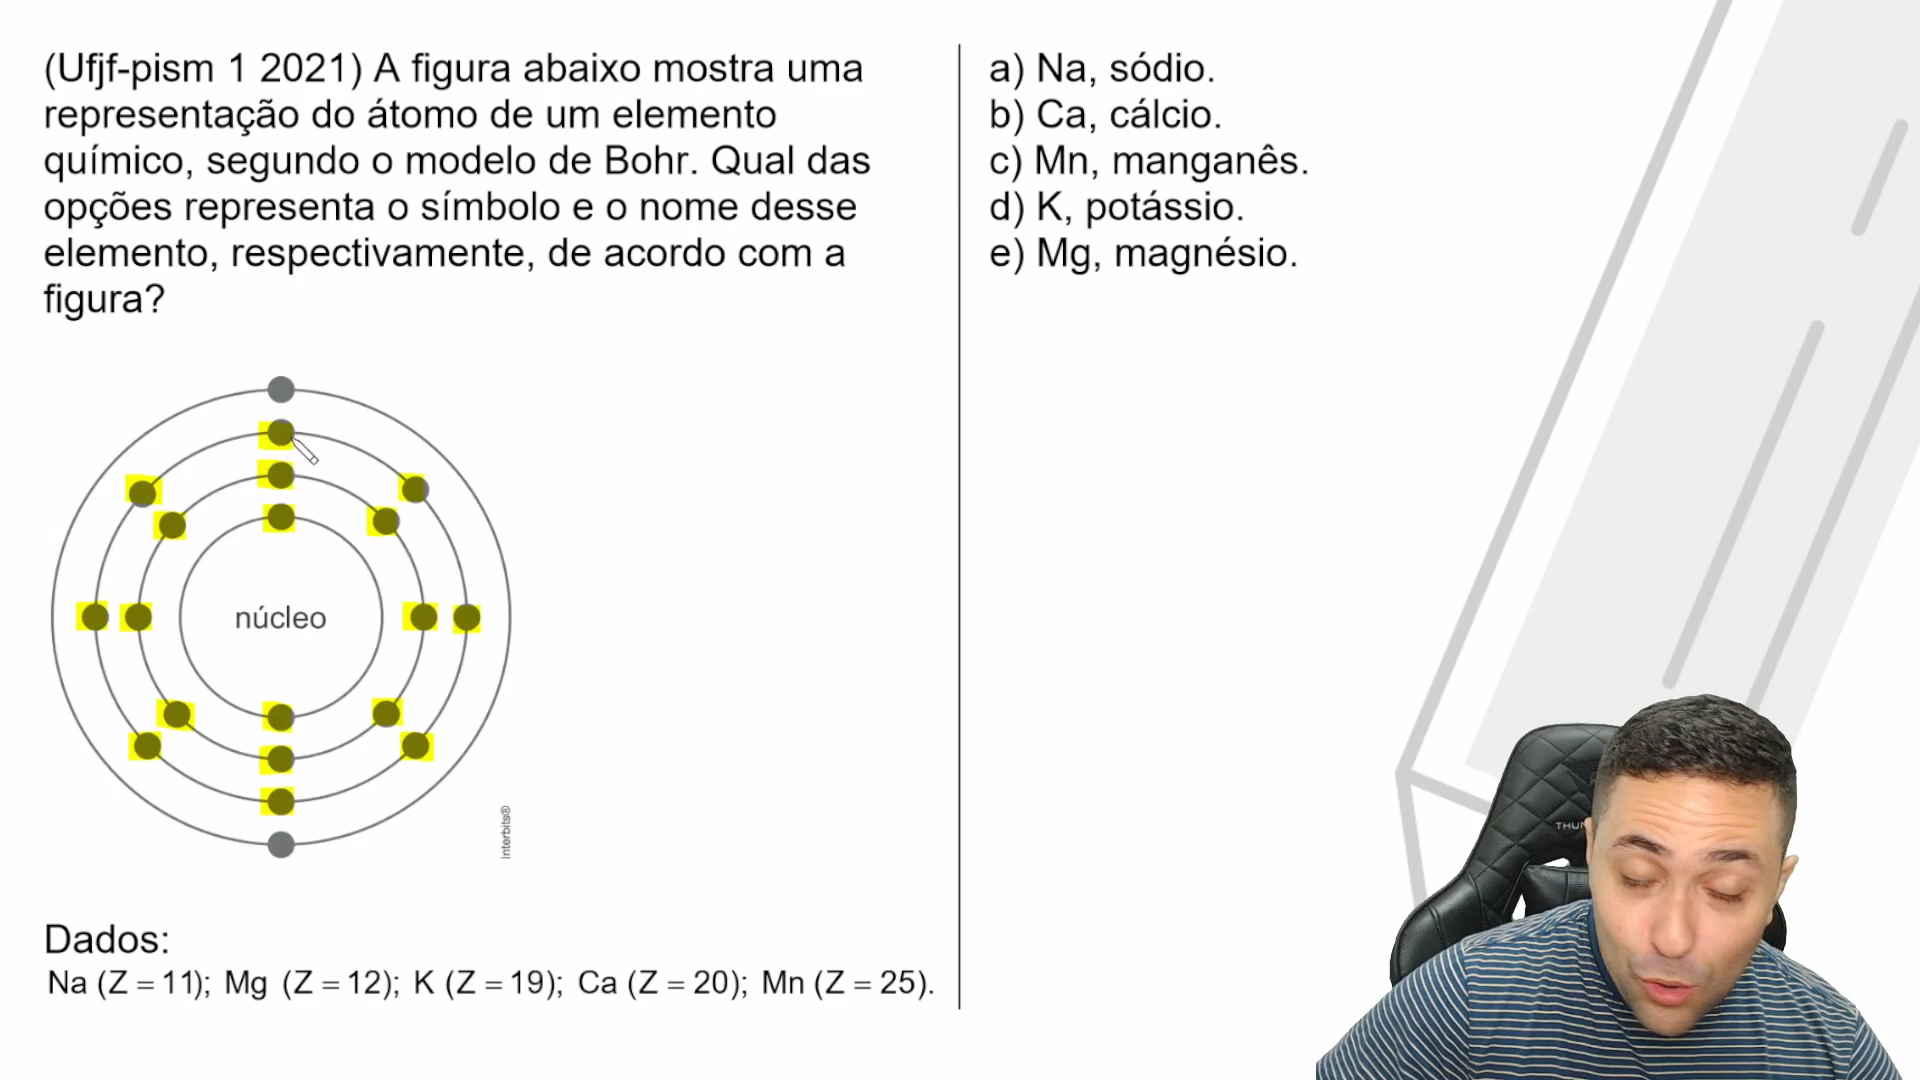 (Ufjf-pism 1 2021) A figura abaixo mostra uma
representação do átomo de um elemento
químico, segundo o modelo de Bohr. Qual das
opções representa o símbolo e o nome desse
elemento, respectivamente, de acordo com a
figura?
núcleo
Interbits®
Dados:
Na (Z = 11); Mg (Z = 12); K (Z = 19); Ca (Z = 20); Mn (Z = 25).
a) Na, sódio.
b) Ca, cálcio.
c) Mn, manganês.
d) K, potássio.
e) Mg, magnésio.
THUN